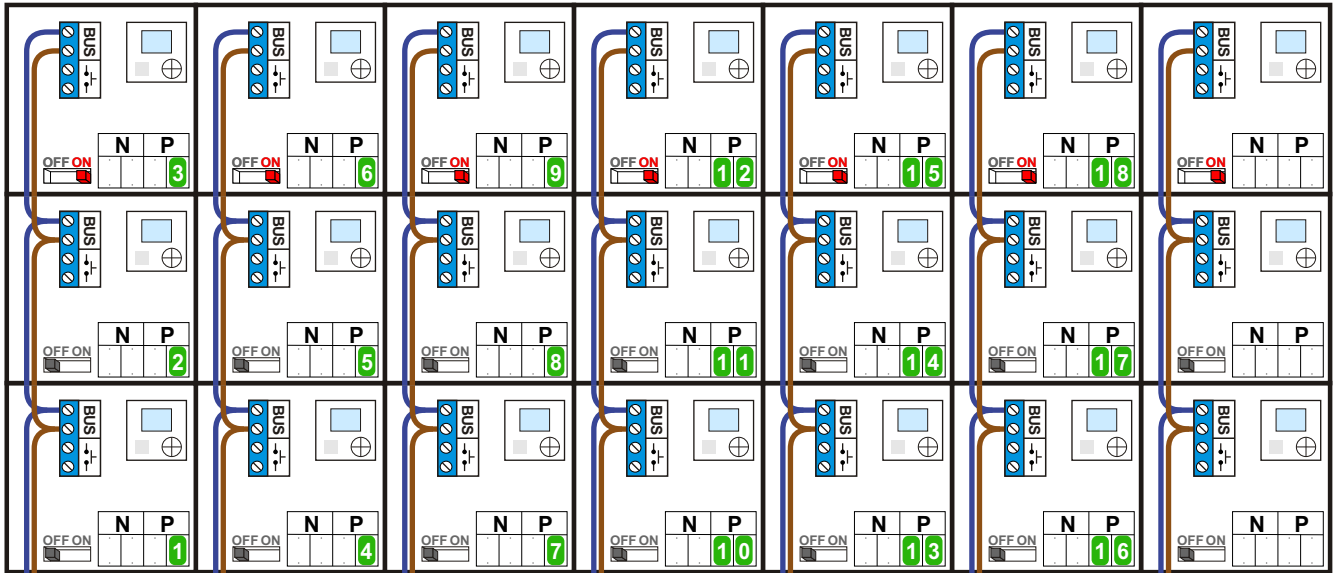 BUS BUS BUS BUS BUS BUS BUS
N P N P N P N P N P N P N P
OFF ON 3 OFF ON 6 OFF ON 9 OFF ON 12 OFF ON 15 OFF ON 18 OFF ON
BUS BUS BUS BUS BUS BUS BUS
N P N P N P N P N P N P N P
OFF ON 2 OFF ON 5 OFF ON 8 OFF ON 11 OFF ON 14 OFF ON 17 OFF ON
BUS BUS BUS BUS BUS BUS BUS
N P N P N P N P N P N P N P
OFF ON 1 OFF ON 4 OFF ON 7 OFF ON 10 OFF ON 13 OFF ON 16 OFF ON